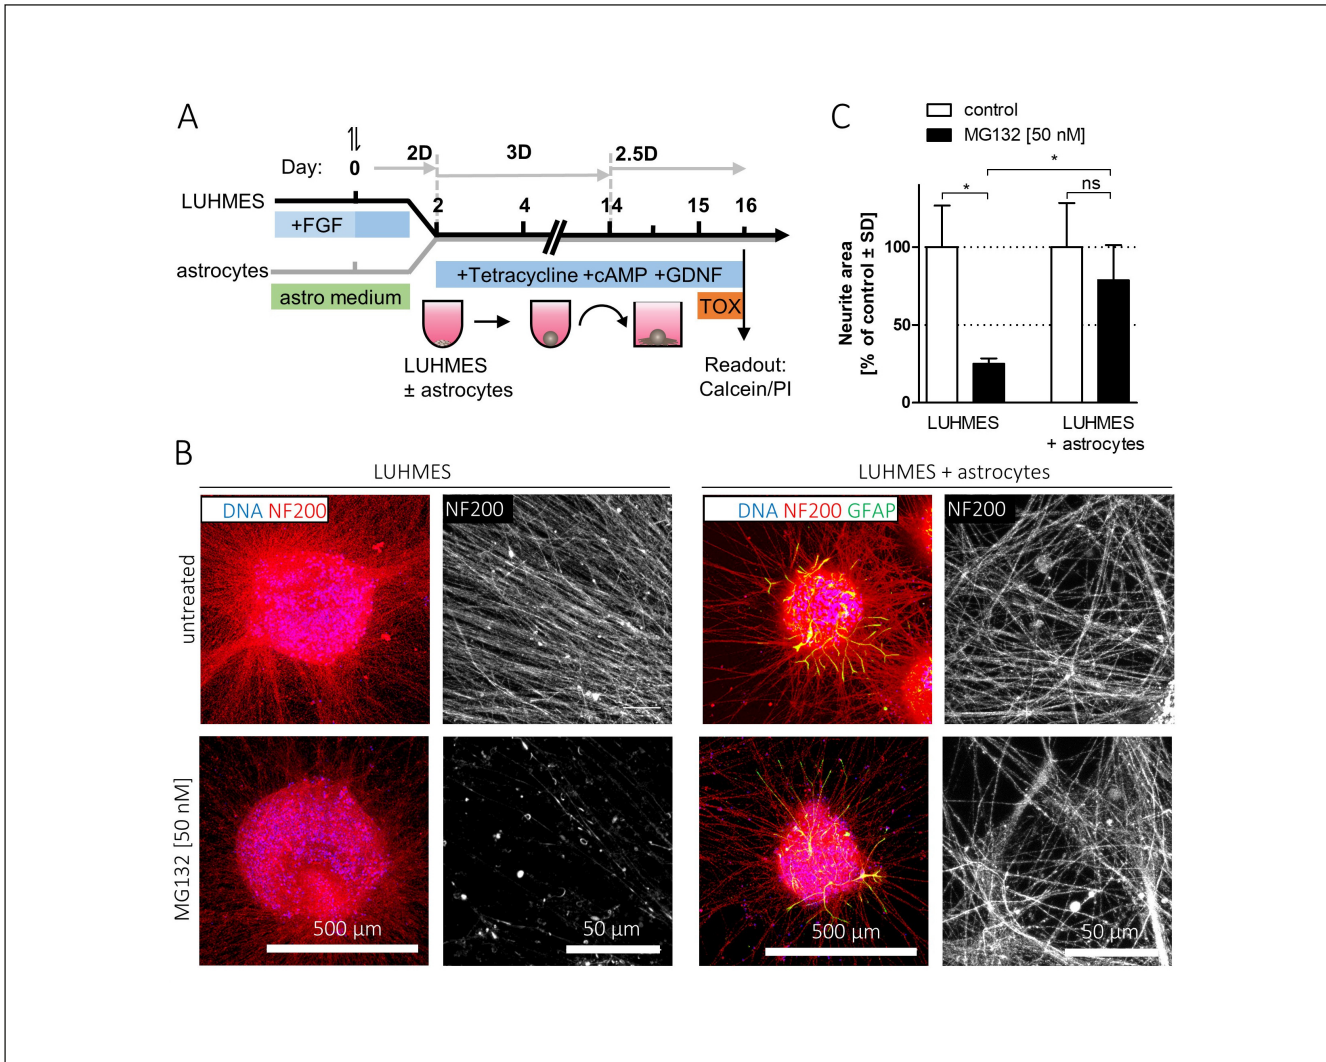 A
Day:
0
2D
3D
2.5D
LUHMES
2
4
14
15
16
+FGF
astrocytes
astro medium
+Tetracycline +cAMP +GDNF
TOX
LUHMES
± astrocytes
Readout:
Calcein/PI
C
control
MG132 [50 nM]
*
*
ns
Neurite area
[% of control ± SD]
100
50
0
LUHMES
LUHMES
+ astrocytes
B
LUHMES
LUHMES + astrocytes
untreated
DNA NF200
NF200
DNA NF200 GFAP
NF200
MG132 [50 nM]
500 µm
50 µm
500 µm
50 µm